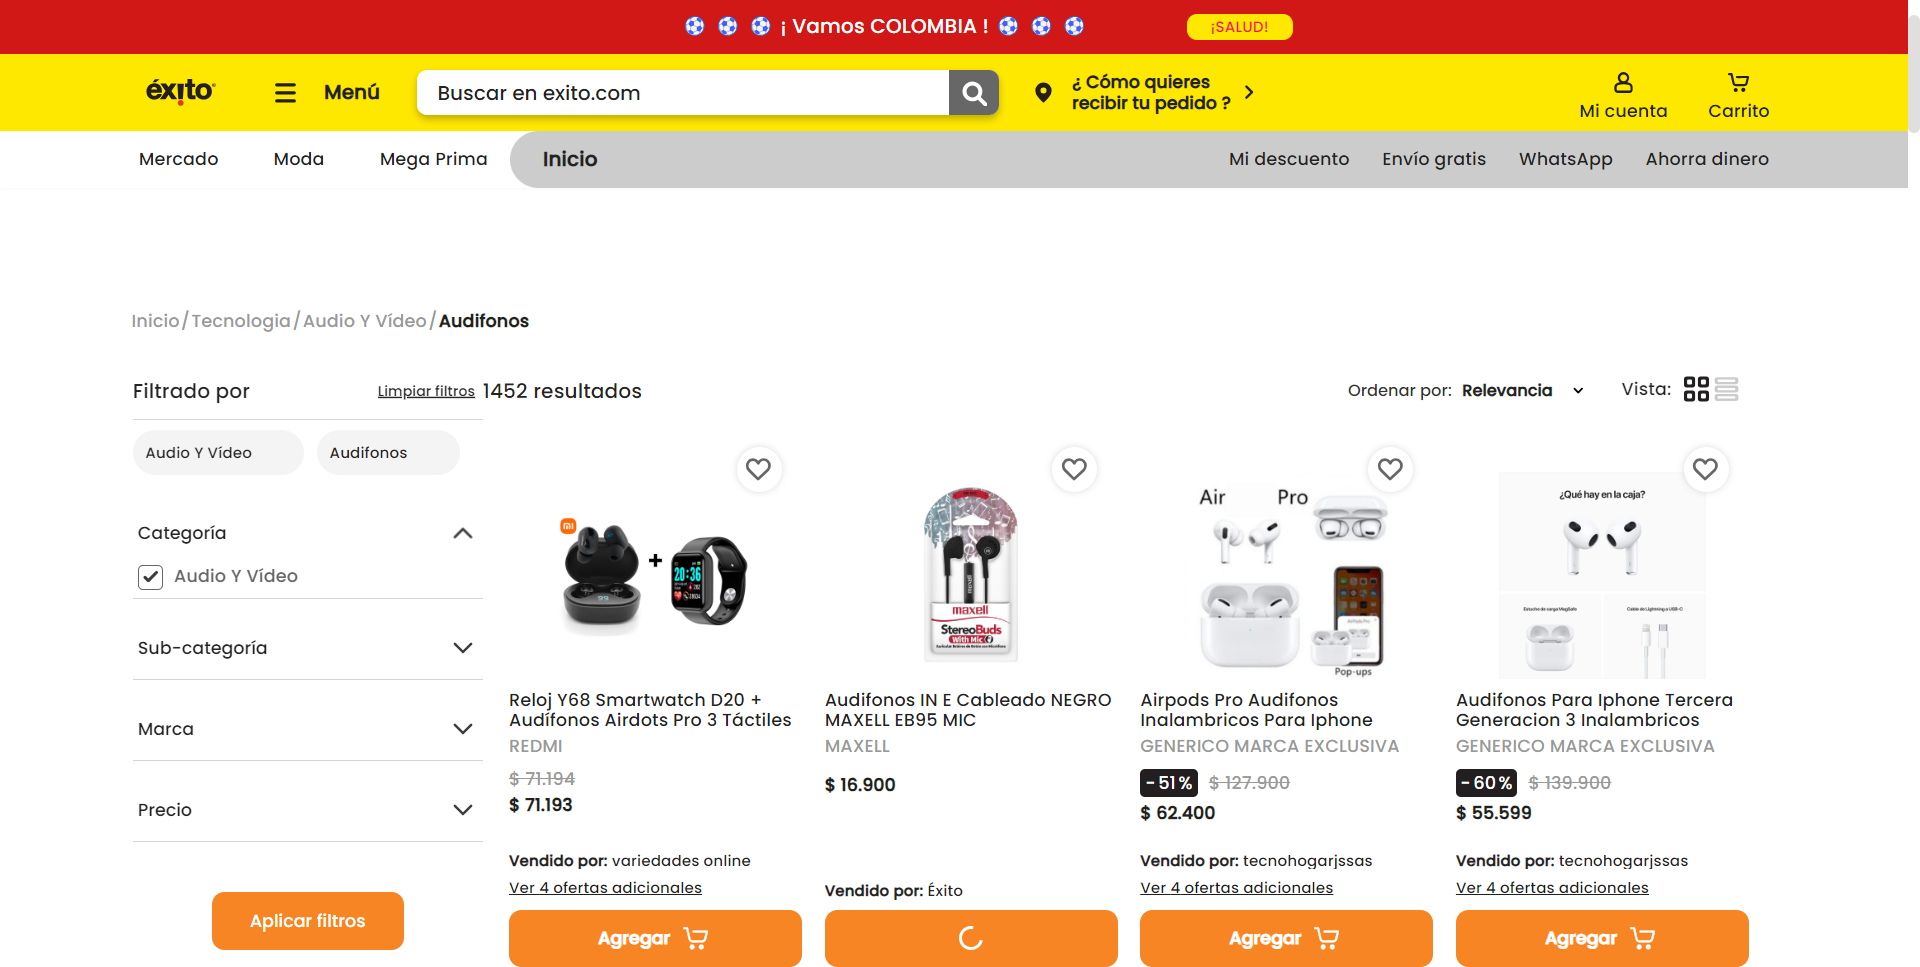 ¡ Vamos COLOMBIA !
¡SALUD!
éxito
Menú
Buscar en exito.com
¿ Cómo quieres
recibir tu pedido ?
Mi cuenta
Carrito
Mercado
Moda
Mega Prima
Inicio
Mi descuento
Envío gratis
WhatsApp
Ahorra dinero
Inicio/Tecnologia/Audio Y Vídeo/Audifonos
Filtrado por
Limpiar filtros
1452 resultados
Ordenar por: Relevancia
Vista:
Audio Y Vídeo
Audifonos
Categoría
Audio Y Vídeo
Sub-categoría
Marca
Precio
Aplicar filtros
mi
+
20:36
Reloj Y68 Smartwatch D20 +
Audífonos Airdots Pro 3 Táctiles
REDMI
$ 71.194
$ 71.193
Vendido por: variedades online
Ver 4 ofertas adicionales
Agregar
maxell
StereoBuds
With Mic
Audifonos IN E Cableado NEGRO
MAXELL EB95 MIC
MAXELL
$ 16.900
Vendido por: Éxito
Air Pro
AirPods Pro
Pop-ups
Airpods Pro Audifonos
Inalambricos Para Iphone
GENERICO MARCA EXCLUSIVA
-51% $ 127.900
$ 62.400
Vendido por: tecnohogarjssas
Ver 4 ofertas adicionales
Agregar
¿Qué hay en la caja?
Estuche de carga MagSafe
Cable de Lightning a USB-C
Audifonos Para Iphone Tercera
Generacion 3 Inalambricos
GENERICO MARCA EXCLUSIVA
-60% $ 139.900
$ 55.599
Vendido por: tecnohogarjssas
Ver 4 ofertas adicionales
Agregar